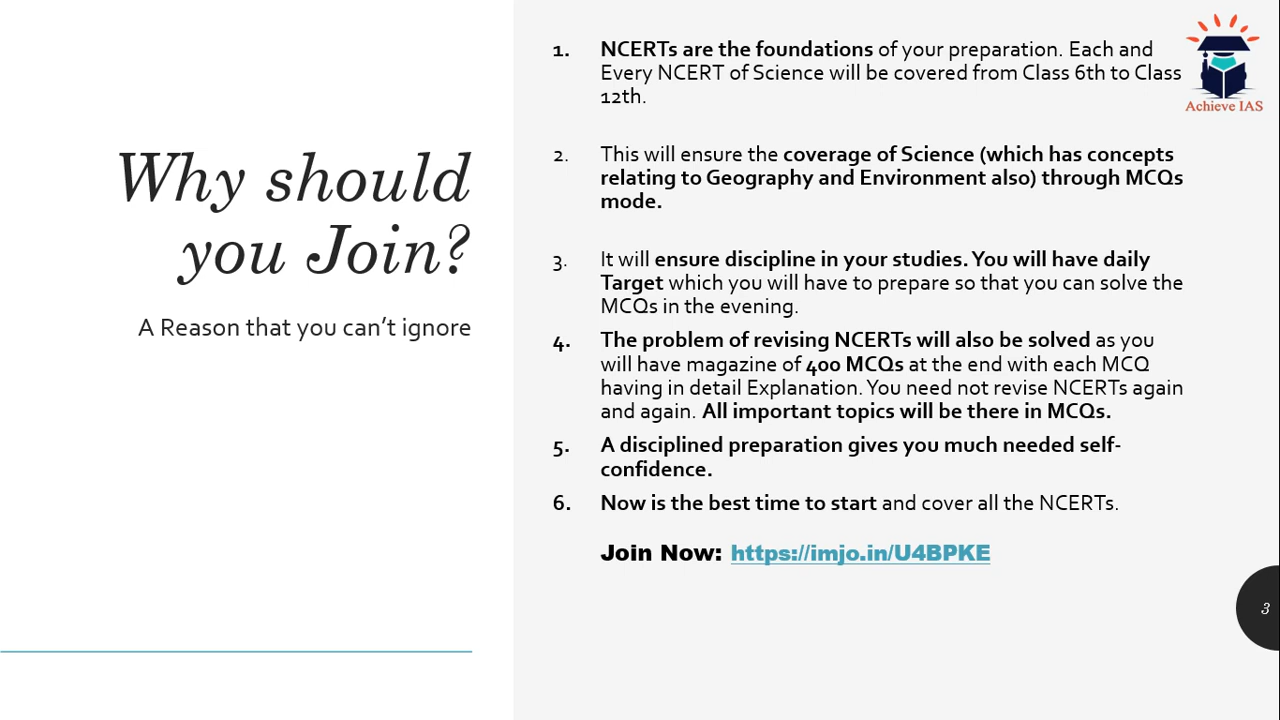 Why should
you Join?
A Reason that you can't ignore
1. NCERTs are the foundations of your preparation. Each and
Every NCERT of Science will be covered from Class 6th to Class
12th.
2. This will ensure the coverage of Science (which has concepts
relating to Geography and Environment also) through MCQs
mode.
3. It will ensure discipline in your studies. You will have daily
Target which you will have to prepare so that you can solve the
MCQs in the evening.
4. The problem of revising NCERTs will also be solved as you
will have magazine of 400 MCQs at the end with each MCQ
having in detail Explanation. You need not revise NCERTs again
and again. All important topics will be there in MCQs.
5. A disciplined preparation gives you much needed self-
confidence.
6. Now is the best time to start and cover all the NCERTs.
Join Now: https://imjo.in/U4BPKE
Achieve IAS
3